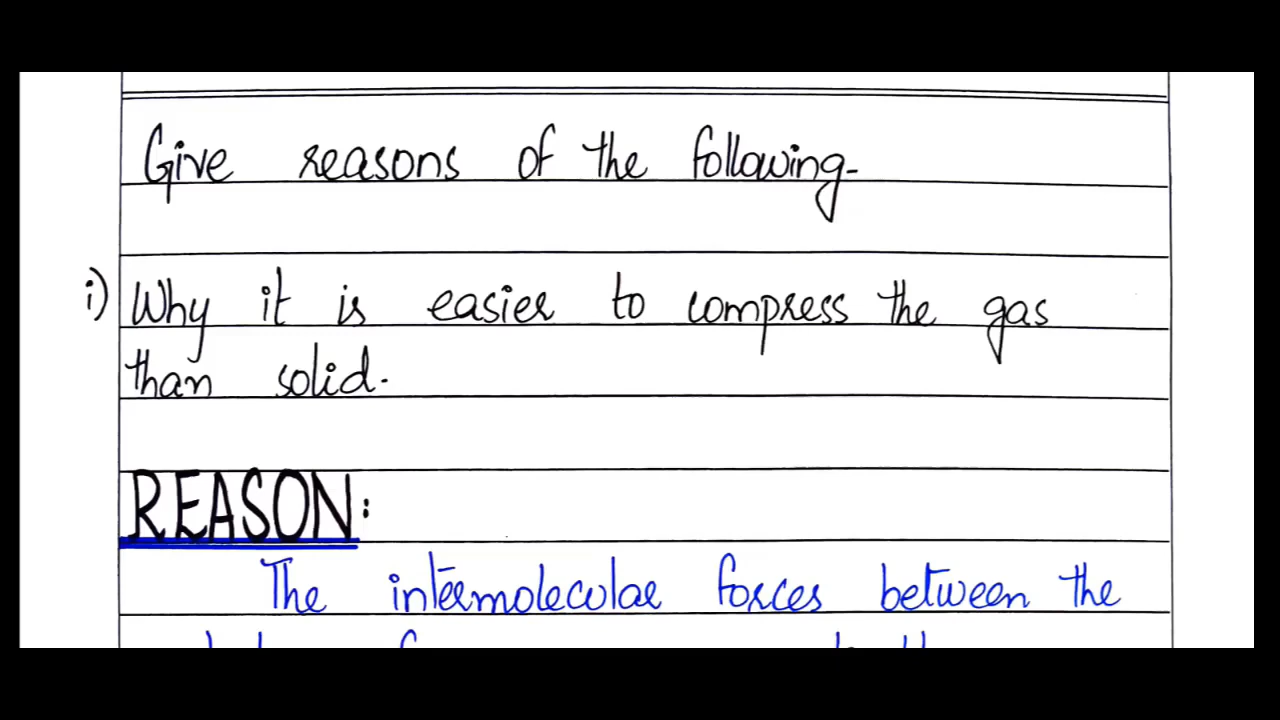 Give reasons of the following.
i) Why it is easier to compress the gas
than solid.
REASON:
The intermolecular forces between the